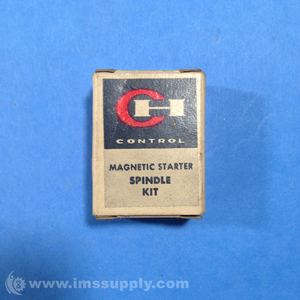 CH
CONTROL
MAGNETIC STARTER
SPINDLE
KIT
© www.imssupply.com